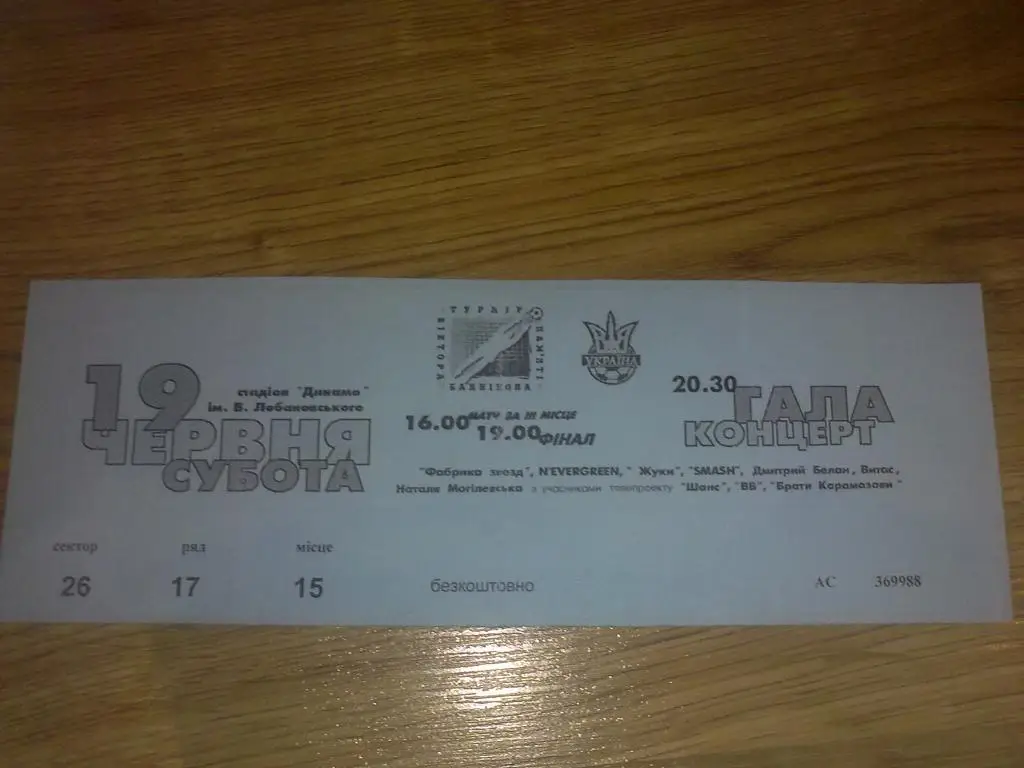 ТУРНІР
ПАМ'ЯТІ
ВІКТОРА
БАННІКОВА
УКРАЇНА
19
стадіон "Динамо"
ім. В. Лобановського
ЧЕРВНЯ
СУБОТА
16.00 МАТЧ ЗА III МІСЦЕ
19.00 ФІНАЛ
20.30 ГАЛА
КОНЦЕРТ
"Фабрика звезд", N'EVERGREEN, " Жуки", "SMASH", Дмитрий Белан, Витас,
Наталія Могілевська з учасниками телепроекту "Шанс", "ВВ", "Брати Карамазови "
сектор ряд місце
26 17 15 безкоштовно АС 369988